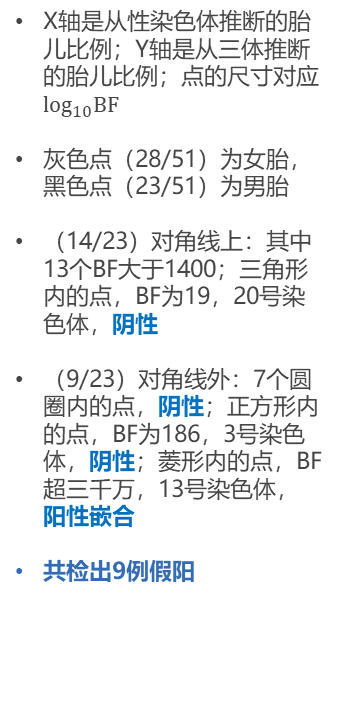 • X轴是从性染色体推断的胎
儿比例；Y轴是从三体推断
的胎儿比例；点的尺寸对应
log₁₀BF
• 灰色点（28/51）为女胎，
黑色点（23/51）为男胎
• （14/23）对角线上：其中
13个BF大于1400；三角形
内的点，BF为19，20号染
色体，阴性
• （9/23）对角线外：7个圆
圈内的点，阴性；正方形内
的点，BF为186，3号染色
体，阴性；菱形内的点，BF
超三千万，13号染色体，
阳性嵌合
• 共检出9例假阳